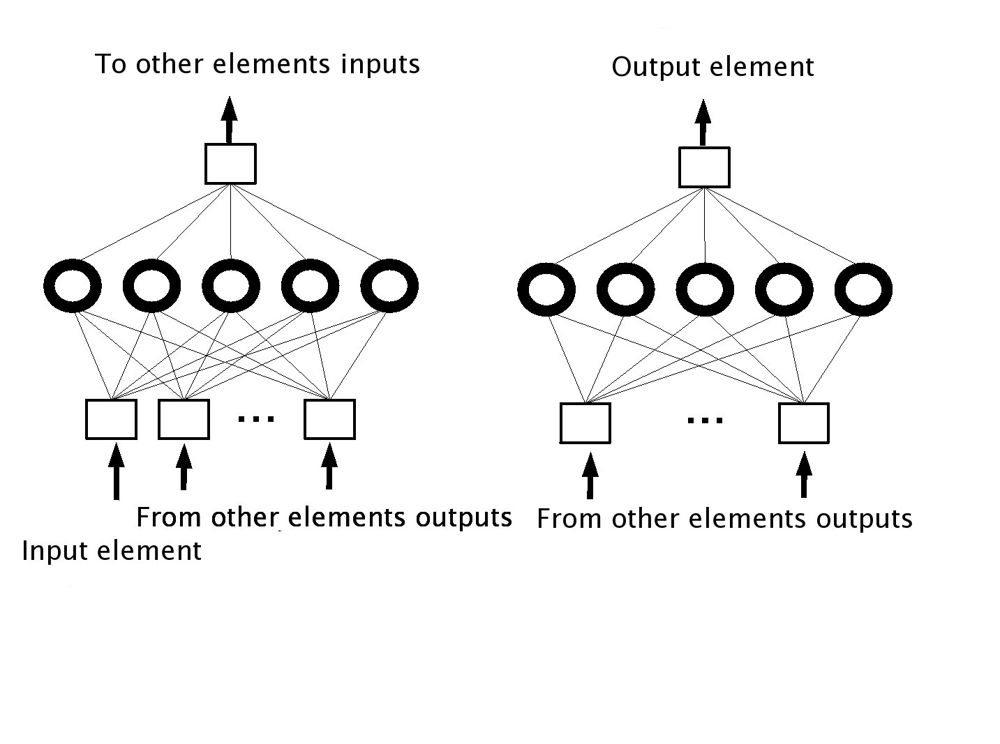 To other elements inputs
Output element
...
...
From other elements outputs
From other elements outputs
Input element